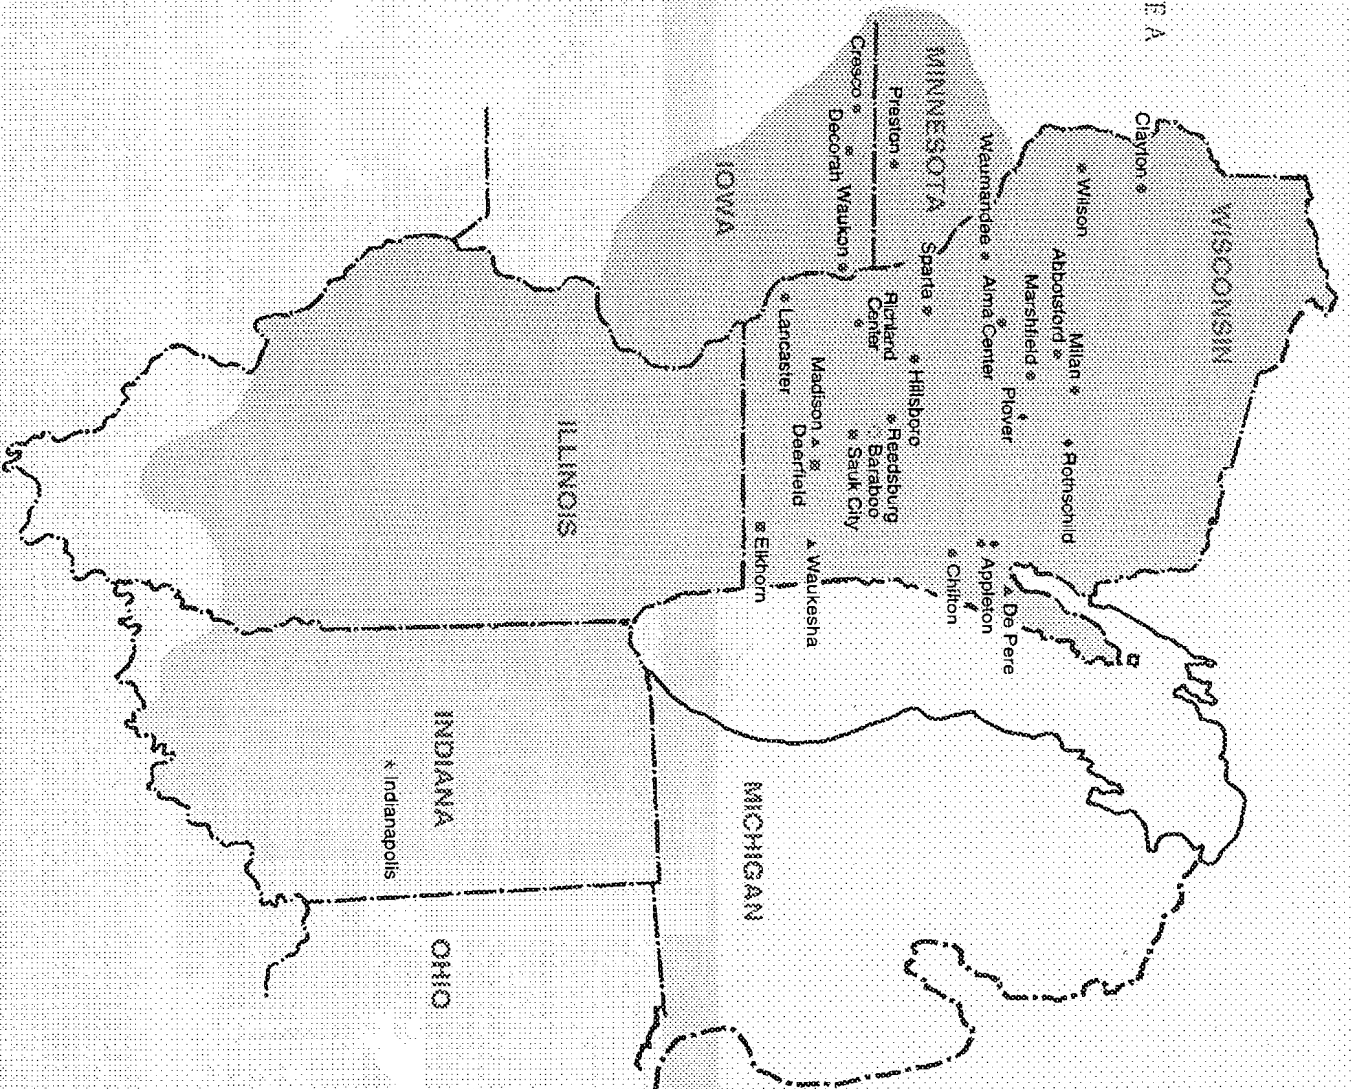 EA
WISCONSIN
Clayton
Wilson
Milan
Abbotsford
Rothschild
Marshfield
Plover
Alma Center
Waumandee
De Pere
Appleton
Chilton
MINNESOTA
Sparta
Hillsboro
Preston
Richland
Center
Reedsburg
Baraboo
Sauk City
Cresco
Decorah
Waukon
Madison
Deerfield
Waukesha
Lancaster
Elkhorn
IOWA
MICHIGAN
ILLINOIS
INDIANA
OHIO
Indianapolis